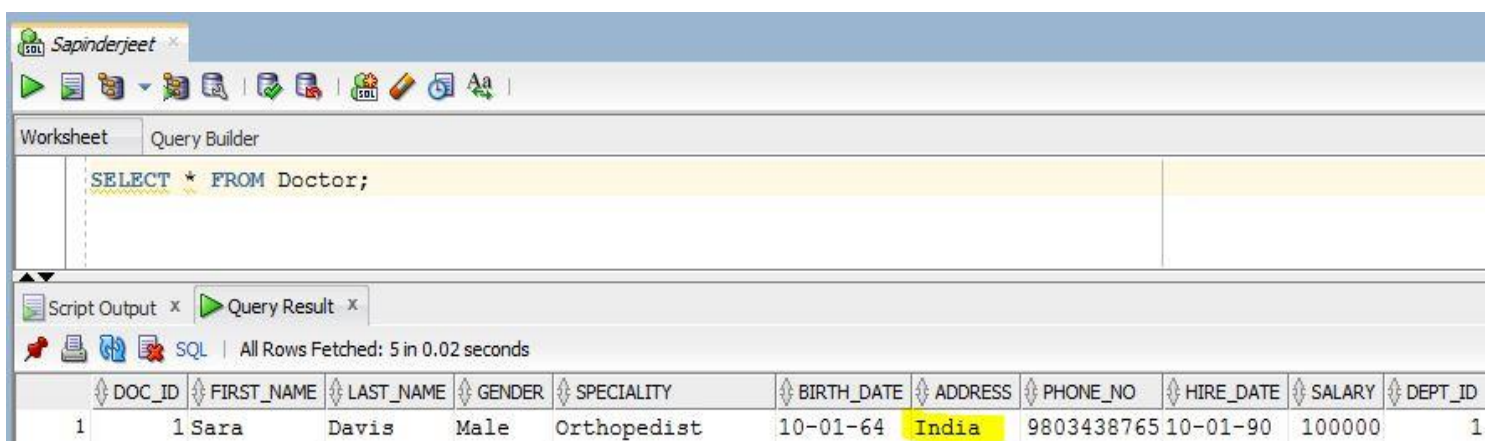 Sapinderjeet
Worksheet Query Builder
SELECT * FROM Doctor;
Script Output x Query Result x
SQL | All Rows Fetched: 5 in 0.02 seconds
DOC_ID FIRST_NAME LAST_NAME GENDER SPECIALITY BIRTH_DATE ADDRESS PHONE_NO HIRE_DATE SALARY DEPT_ID
1 1 Sara Davis Male Orthopedist 10-01-64 India 9803438765 10-01-90 100000 1